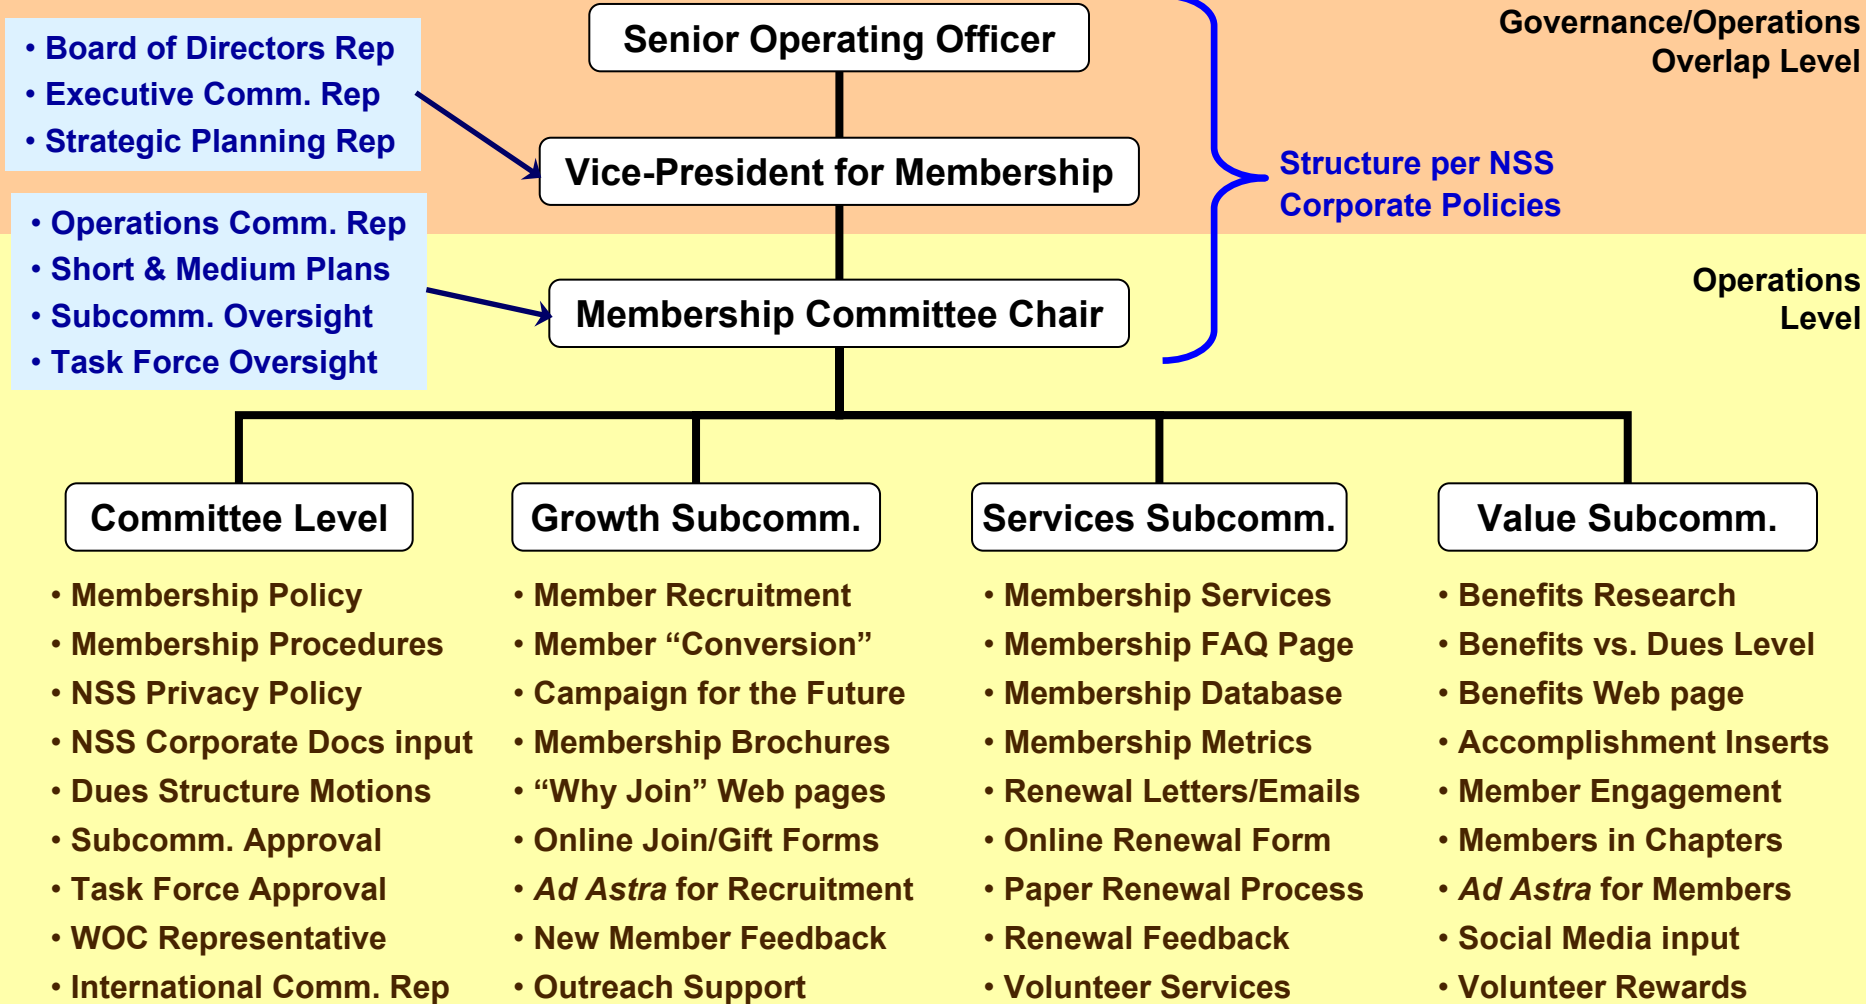 Governance/Operations
Overlap Level
Senior Operating Officer
• Board of Directors Rep
• Executive Comm. Rep
• Strategic Planning Rep
Vice-President for Membership
Structure per NSS
Corporate Policies
• Operations Comm. Rep
• Short & Medium Plans
• Subcomm. Oversight
• Task Force Oversight
Membership Committee Chair
Operations
Level
Committee Level
• Membership Policy
• Membership Procedures
• NSS Privacy Policy
• NSS Corporate Docs input
• Dues Structure Motions
• Subcomm. Approval
• Task Force Approval
• WOC Representative
• International Comm. Rep
Growth Subcomm.
• Member Recruitment
• Member “Conversion”
• Campaign for the Future
• Membership Brochures
• “Why Join” Web pages
• Online Join/Gift Forms
• Ad Astra for Recruitment
• New Member Feedback
• Outreach Support
Services Subcomm.
• Membership Services
• Membership FAQ Page
• Membership Database
• Membership Metrics
• Renewal Letters/Emails
• Online Renewal Form
• Paper Renewal Process
• Renewal Feedback
• Volunteer Services
Value Subcomm.
• Benefits Research
• Benefits vs. Dues Level
• Benefits Web page
• Accomplishment Inserts
• Member Engagement
• Members in Chapters
• Ad Astra for Members
• Social Media input
• Volunteer Rewards